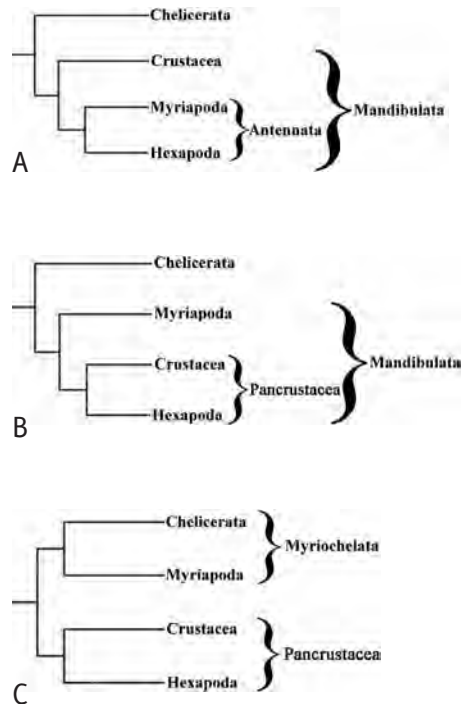 Chelicerata
Crustacea
Myriapoda
Antennata
Mandibulata
Hexapoda
A
Chelicerata
Myriapoda
Crustacea
Pancrustacea
Mandibulata
Hexapoda
B
Chelicerata
Myriochelata
Myriapoda
Crustacea
Pancrustacea
Hexapoda
C